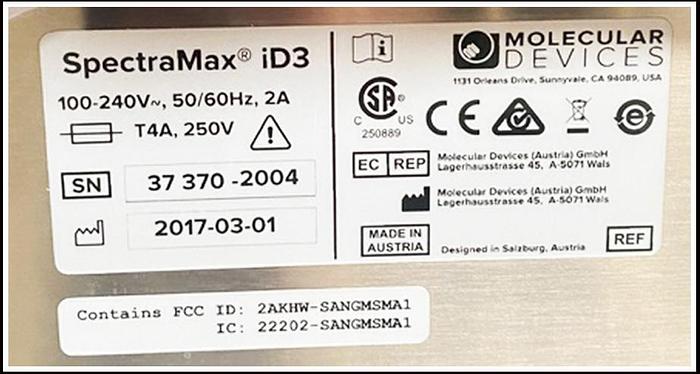 SpectraMax® iD3
100-240V~, 50/60Hz, 2A
T4A, 250V
SN 37 370 -2004
2017-03-01
MOLECULAR
DEVICES
1131 Orleans Drive, Sunnyvale, CA 94089, USA
CSA®
C US
250889
CE
EC REP
Molecular Devices (Austria) GmbH
Lagerhausstrasse 45, A-5071 Wals
Molecular Devices (Austria) GmbH
Lagerhausstrasse 45, A-5071 Wals
MADE IN
AUSTRIA
Designed in Salzburg, Austria
REF
Contains FCC ID: 2AKHW-SANGMSMA1
IC: 22202-SANGMSMA1